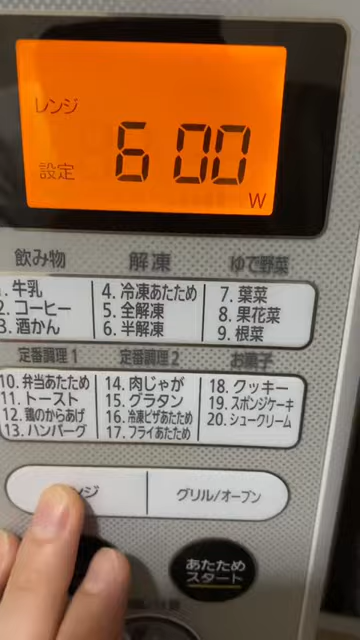 レンジ
600
設定
W
飲み物
解凍
ゆで野菜
1. 牛乳
2. コーヒー
3. 酒かん
4. 冷凍あたため
5. 全解凍
6. 半解凍
7. 葉菜
8. 果花菜
9. 根菜
定番調理1
定番調理2
お菓子
10. 弁当あたため
11. トースト
12. 鶏のからあげ
13. ハンバーグ
14. 肉じゃが
15. グラタン
16. 冷凍ピザあたため
17. フライあたため
18. クッキー
19. スポンジケーキ
20. シュークリーム
ンジ
グリル/オーブン
あたため
スタート